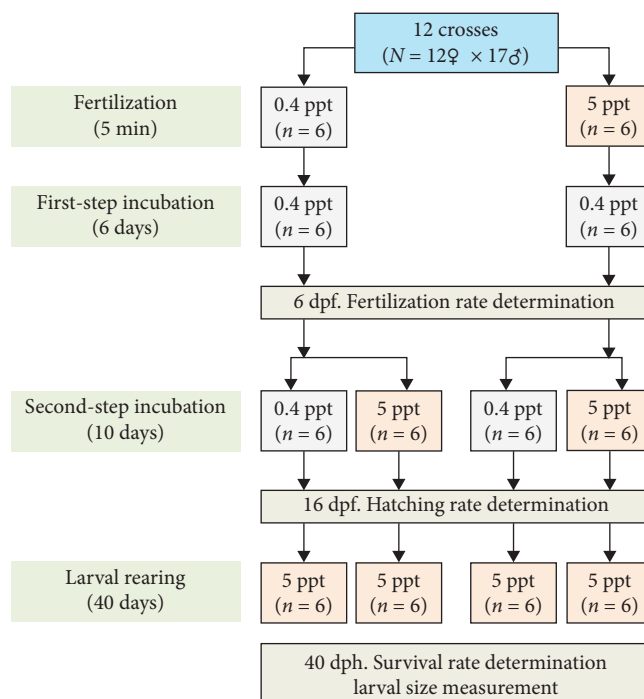 12 crosses
(N = 12♀ × 17♂)
Fertilization
(5 min)
0.4 ppt
(n = 6)
5 ppt
(n = 6)
First-step incubation
(6 days)
0.4 ppt
(n = 6)
0.4 ppt
(n = 6)
6 dpf. Fertilization rate determination
Second-step incubation
(10 days)
0.4 ppt
(n = 6)
5 ppt
(n = 6)
0.4 ppt
(n = 6)
5 ppt
(n = 6)
16 dpf. Hatching rate determination
Larval rearing
(40 days)
5 ppt
(n = 6)
5 ppt
(n = 6)
5 ppt
(n = 6)
5 ppt
(n = 6)
40 dph. Survival rate determination
larval size measurement